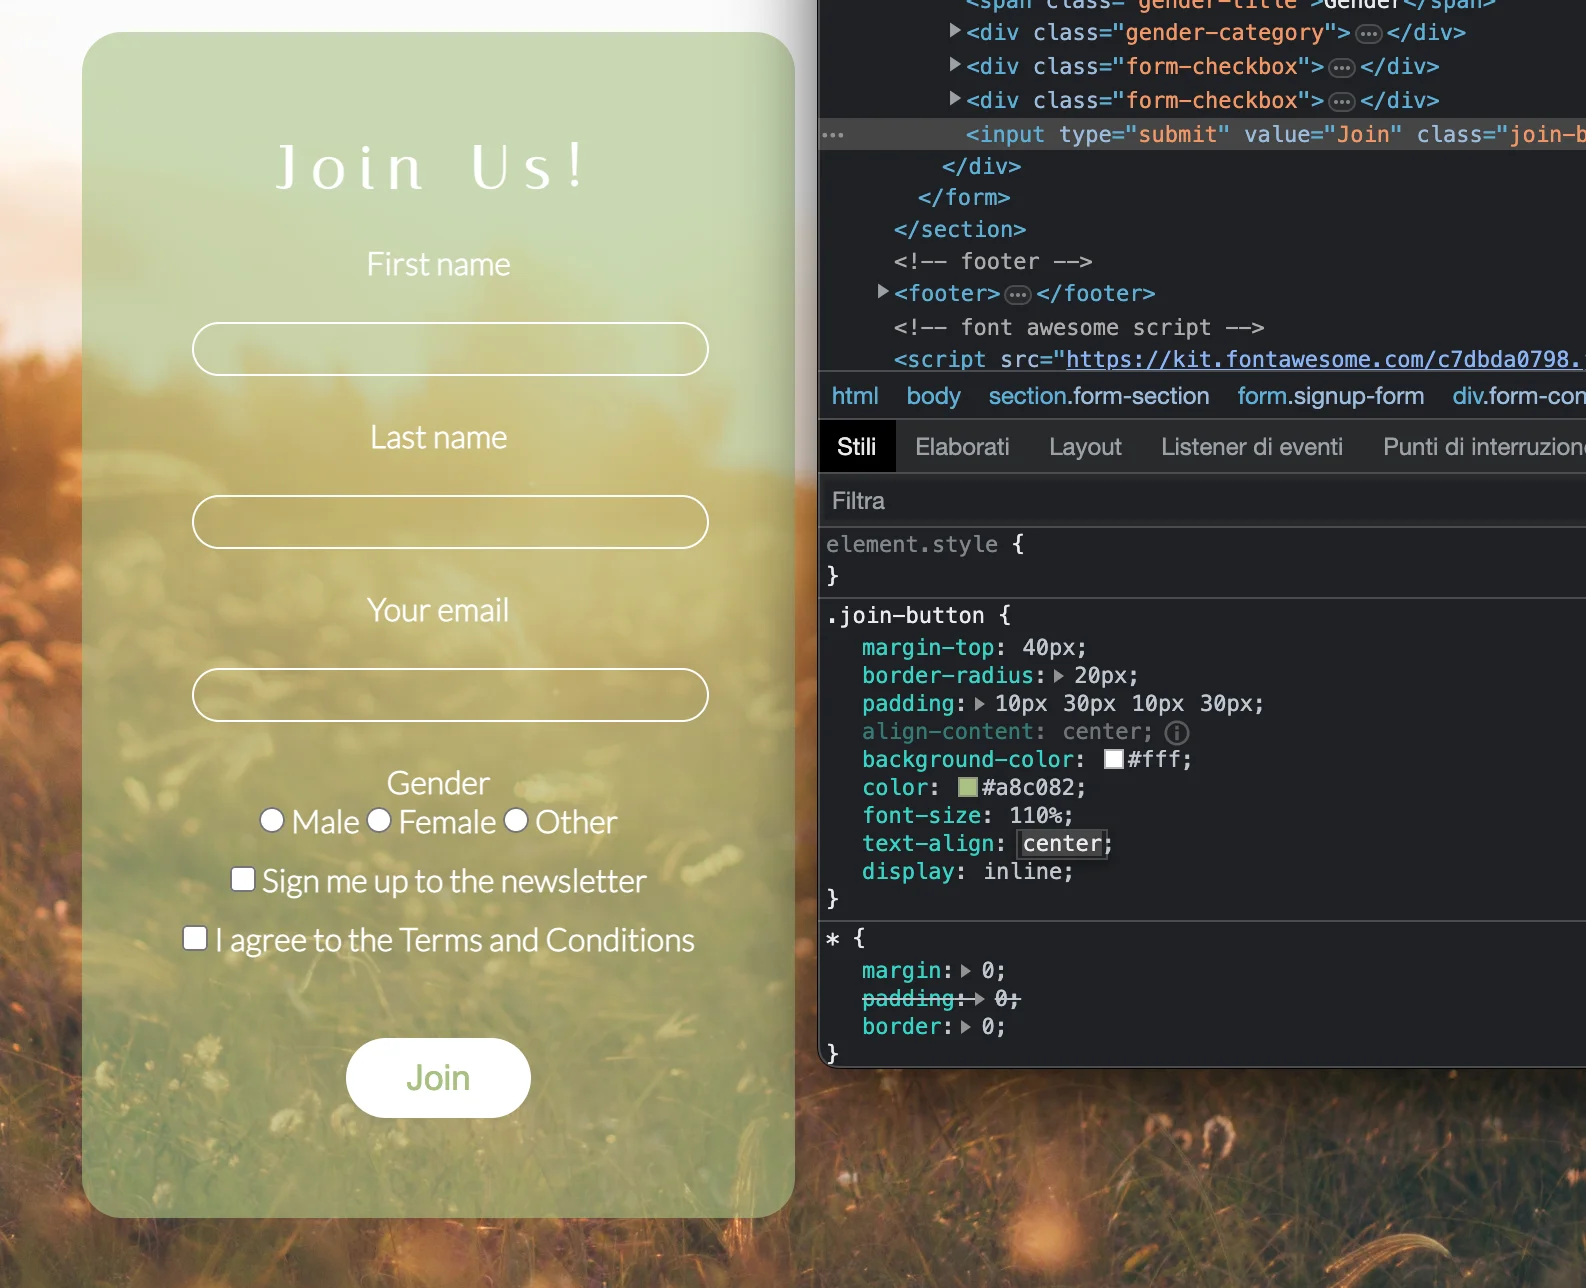 Join Us!
First name
Last name
Your email
Gender
Male Female Other
Sign me up to the newsletter
I agree to the Terms and Conditions
Join
<span class="gender-title">Gender</span>
<div class="gender-category"> … </div>
<div class="form-checkbox"> … </div>
<div class="form-checkbox"> … </div>
... <input type="submit" value="Join" class="join-b
</div>
</form>
</section>
<!-- footer -->
<footer> … </footer>
<!-- font awesome script -->
<script src="https://kit.fontawesome.com/c7dbda0798.
html body section.form-section form.signup-form div.form-con
Stili Elaborati Layout Listener di eventi Punti di interruzione
Filtra
element.style {
}
.join-button {
margin-top: 40px;
border-radius: 20px;
padding: 10px 30px 10px 30px;
align-content: center;
background-color: #fff;
color: #a8c082;
font-size: 110%;
text-align: center;
display: inline;
}
* {
margin: 0;
padding: 0;
border: 0;
}